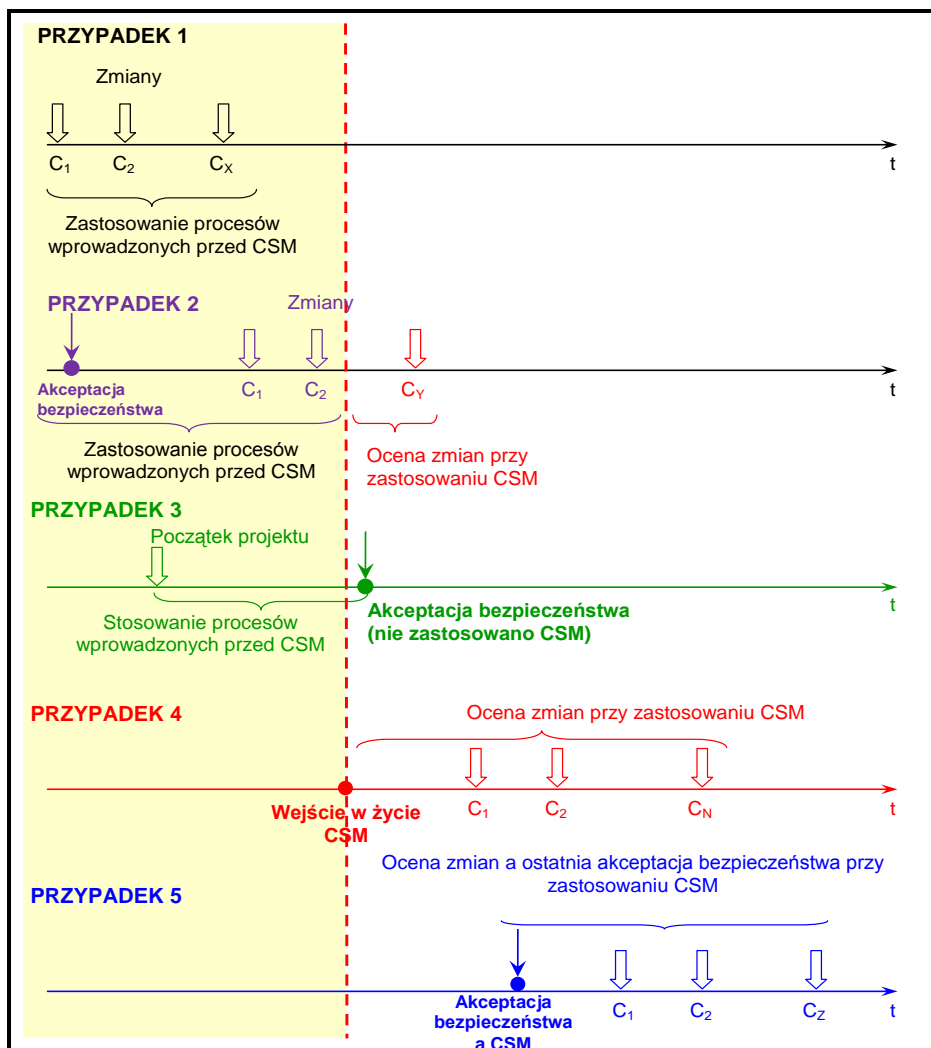 PRZYPADEK 1
Zmiany
C₁ C₂ Cₓ t
Zastosowanie procesów
wprowadzonych przed CSM
PRZYPADEK 2
Zmiany
Akceptacja
bezpieczeństwa
C₁ C₂ C_Y t
Zastosowanie procesów
wprowadzonych przed CSM
Ocena zmian przy
zastosowaniu CSM
PRZYPADEK 3
Początek projektu
t
Stosowanie procesów
wprowadzonych przed CSM
Akceptacja bezpieczeństwa
(nie zastosowano CSM)
PRZYPADEK 4
Ocena zmian przy zastosowaniu CSM
Wejście w życie
CSM
C₁ C₂ C_N t
Ocena zmian a ostatnia akceptacja bezpieczeństwa przy
zastosowaniu CSM
PRZYPADEK 5
Akceptacja
bezpieczeństwa
a CSM
C₁ C₂ C_Z t